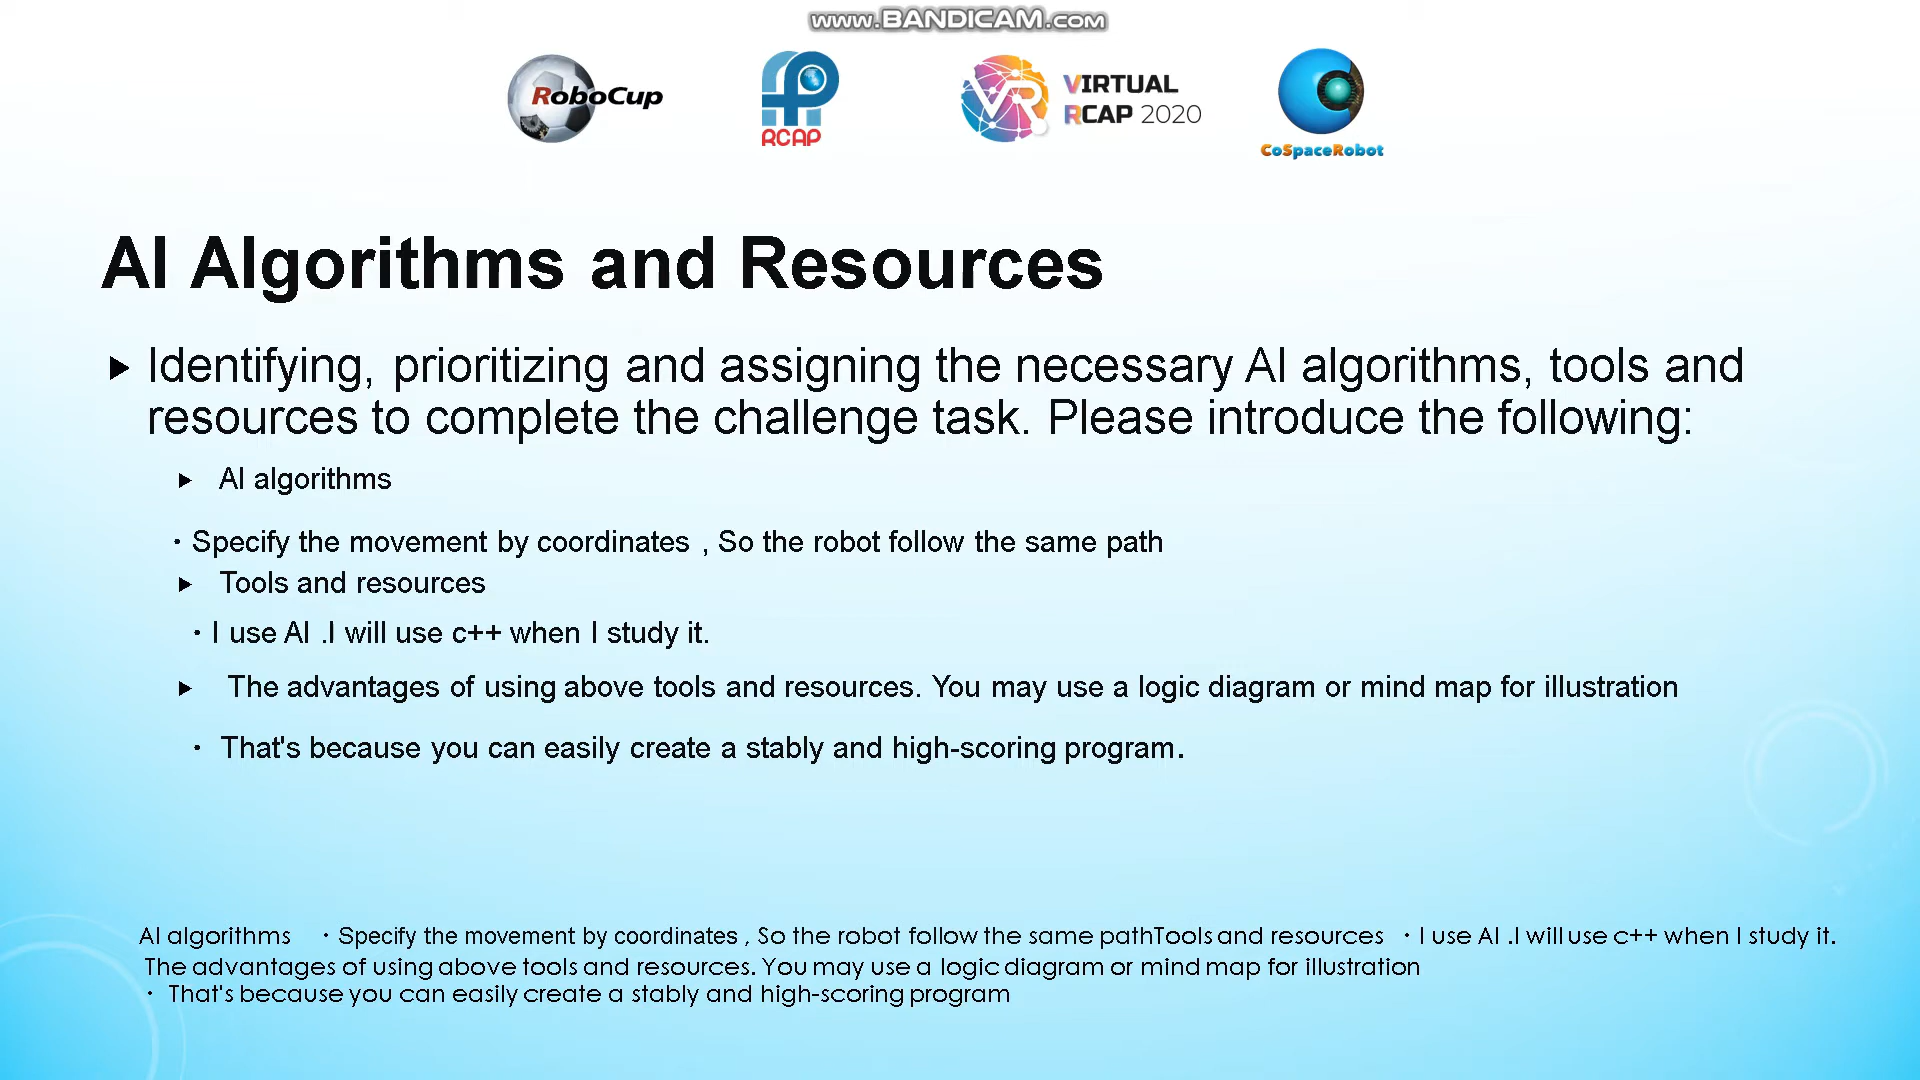 www.BANDICAM.com
RoboCup
RCAP
VR
VIRTUAL
RCAP 2020
CoSpaceRobot
AI Algorithms and Resources
Identifying, prioritizing and assigning the necessary AI algorithms, tools and
resources to complete the challenge task. Please introduce the following:
AI algorithms
・Specify the movement by coordinates , So the robot follow the same path
Tools and resources
・I use AI .I will use c++ when I study it.
The advantages of using above tools and resources. You may use a logic diagram or mind map for illustration
・ That's because you can easily create a stably and high-scoring program.
AI algorithms ・Specify the movement by coordinates , So the robot follow the same pathTools and resources ・I use AI .I will use c++ when I study it.
The advantages of using above tools and resources. You may use a logic diagram or mind map for illustration
・ That's because you can easily create a stably and high-scoring program